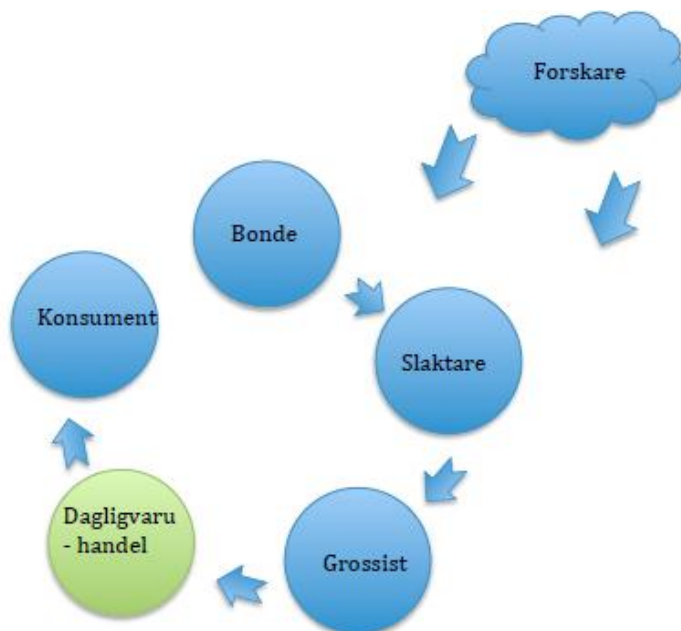 Forskare
Bonde
Konsument
Slaktare
Dagligvaru
- handel
Grossist